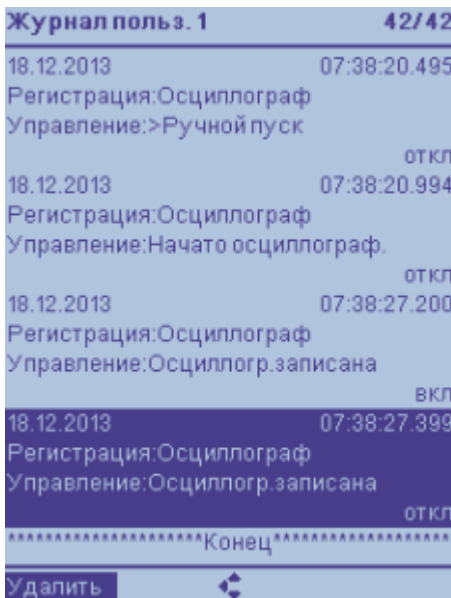 Журнал польз. 1 42/42
18.12.2013 07:38:20.495
Регистрация:Осциллограф
Управление:>Ручной пуск
откл
18.12.2013 07:38:20.994
Регистрация:Осциллограф
Управление:Начато осциллограф.
откл
18.12.2013 07:38:27.200
Регистрация:Осциллограф
Управление:Осциллогр.записана
вкл
18.12.2013 07:38:27.399
Регистрация:Осциллограф
Управление:Осциллогр.записана
откл
*********************Конец*******************
Удалить